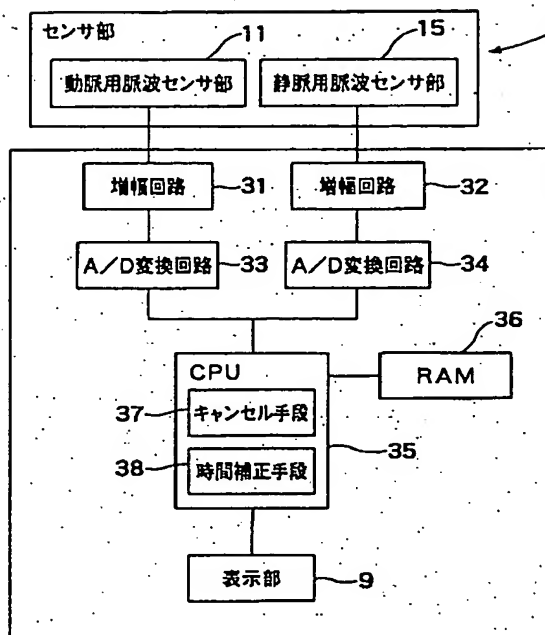 センサ部
11
15
動脈用脈波センサ部
静脈用脈波センサ部
増幅回路
31
増幅回路
32
A/D変換回路
33
A/D変換回路
34
36
CPU
RAM
37
キャンセル手段
38
時間補正手段
35
表示部
9